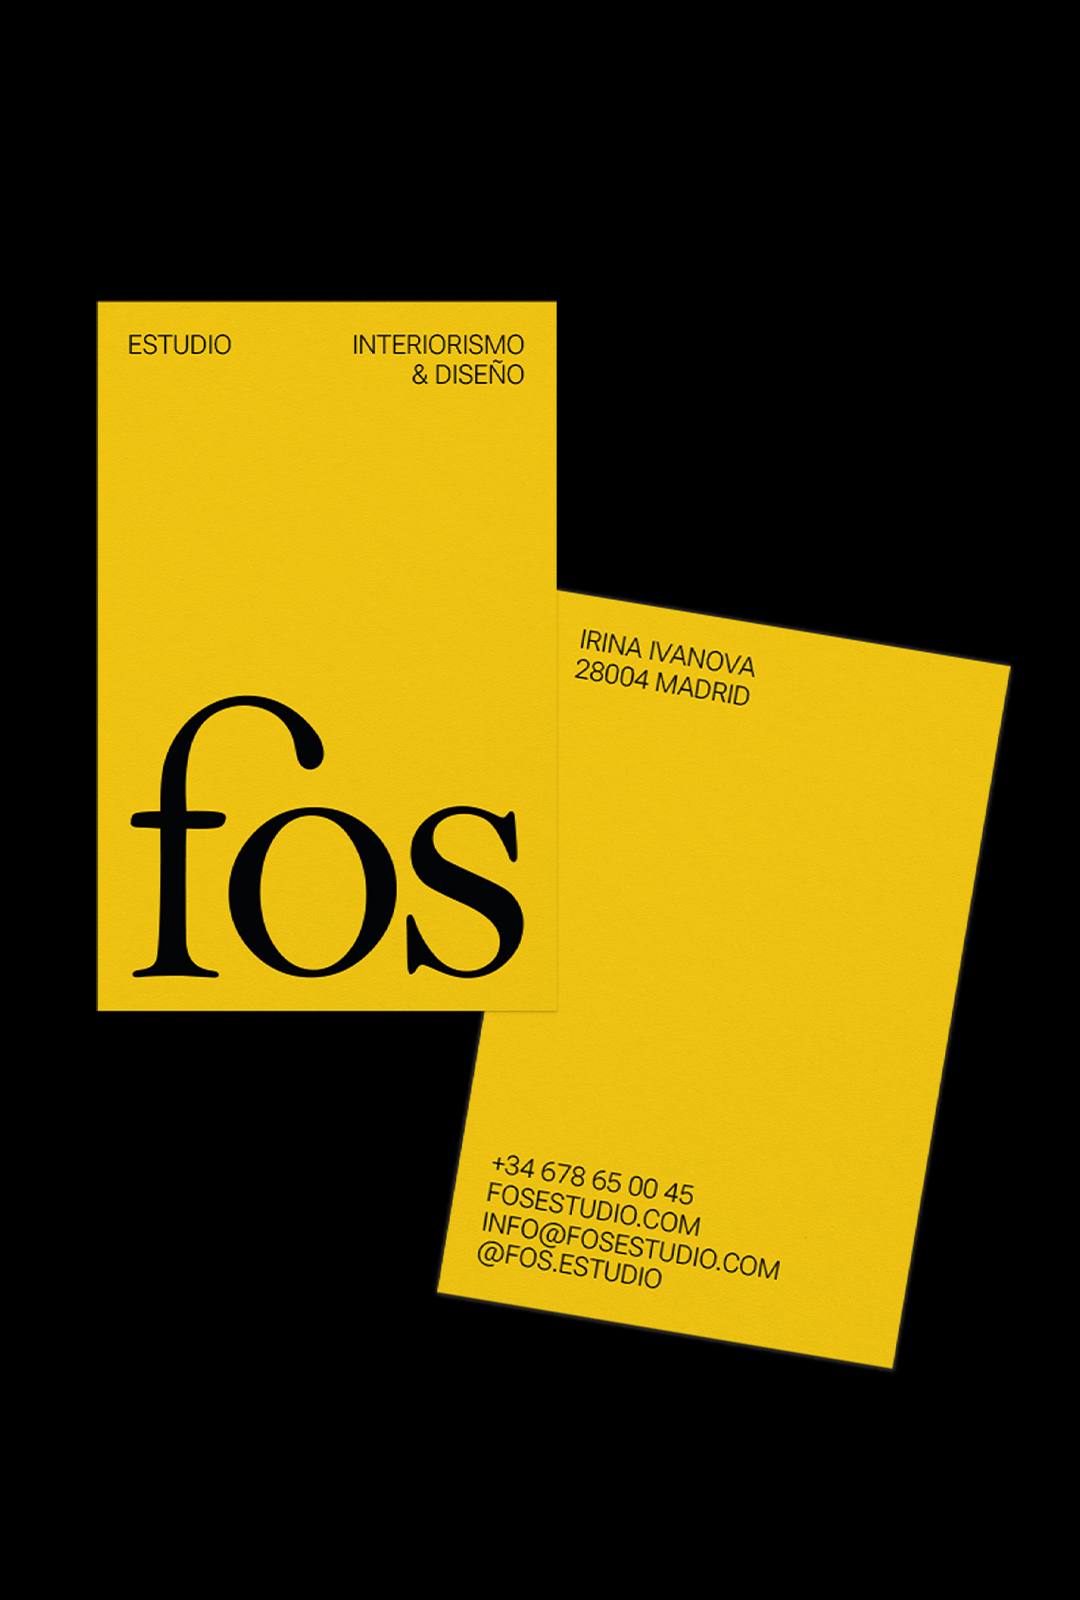 ESTUDIO
INTERIORISMO
& DISEÑO
fos
IRINA IVANOVA
28004 MADRID
+34 678 65 00 45
FOSESTUDIO.COM
INFO@FOSESTUDIO.COM
@FOS.ESTUDIO